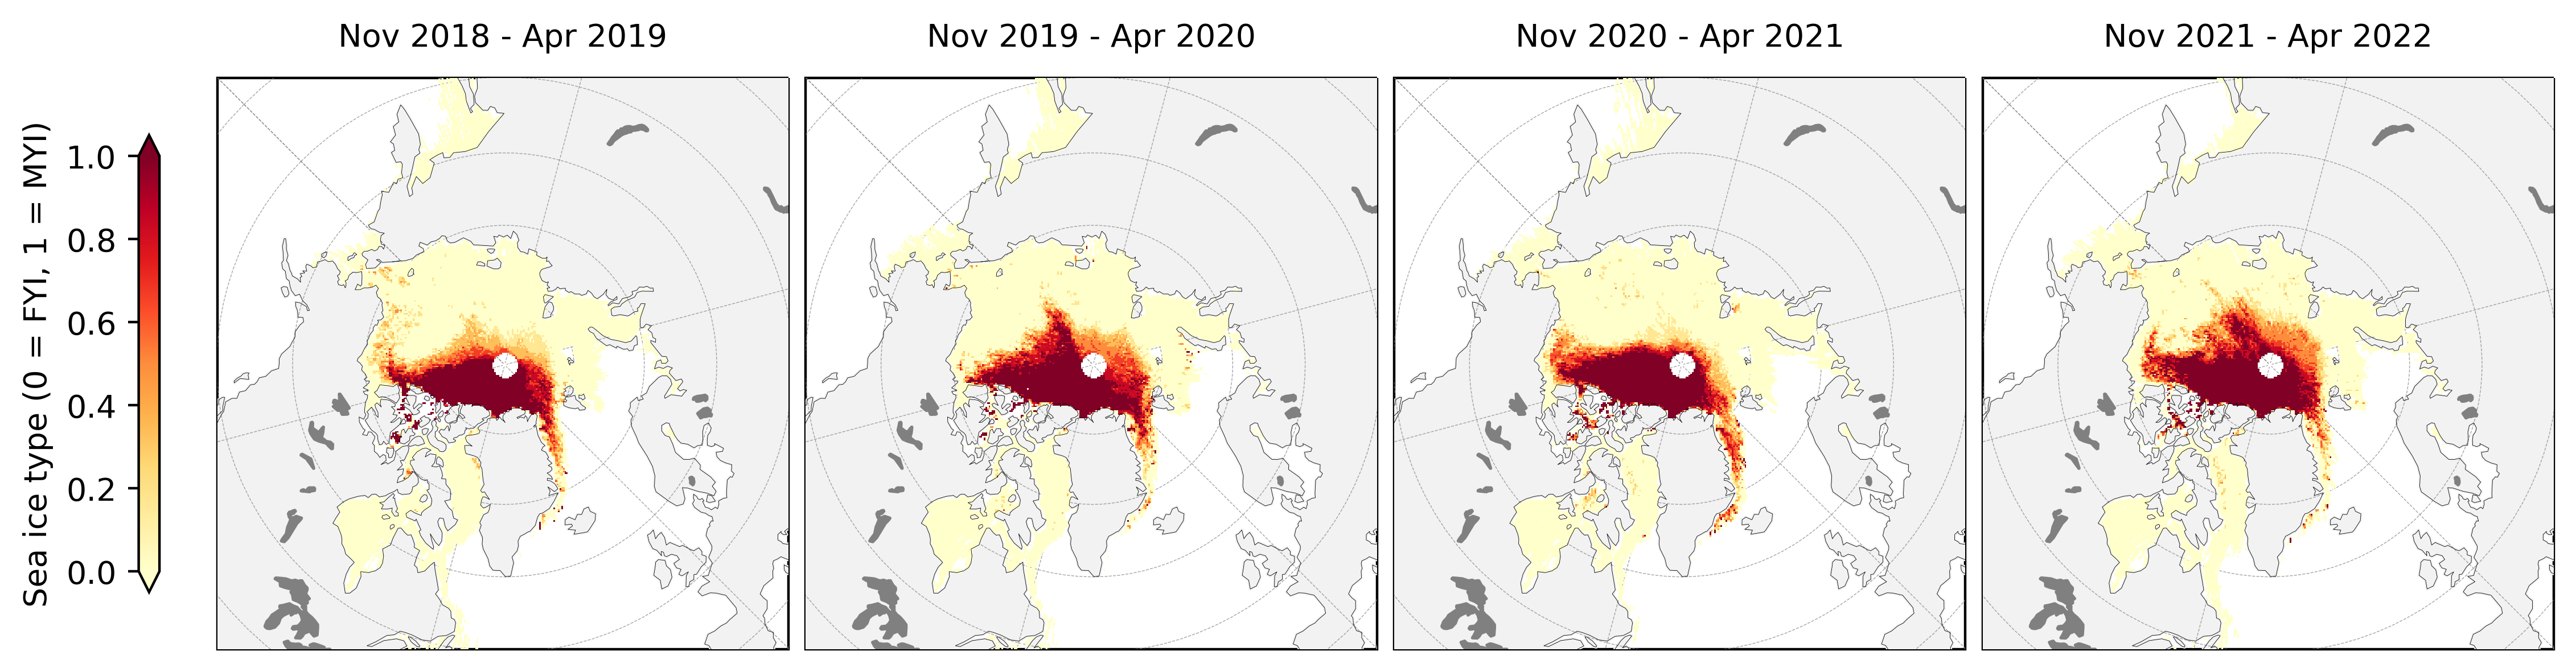 Nov 2018 - Apr 2019
Nov 2019 - Apr 2020
Nov 2020 - Apr 2021
Nov 2021 - Apr 2022
Sea ice type (0 = FYI, 1 = MYI)
1.0
0.8
0.6
0.4
0.2
0.0